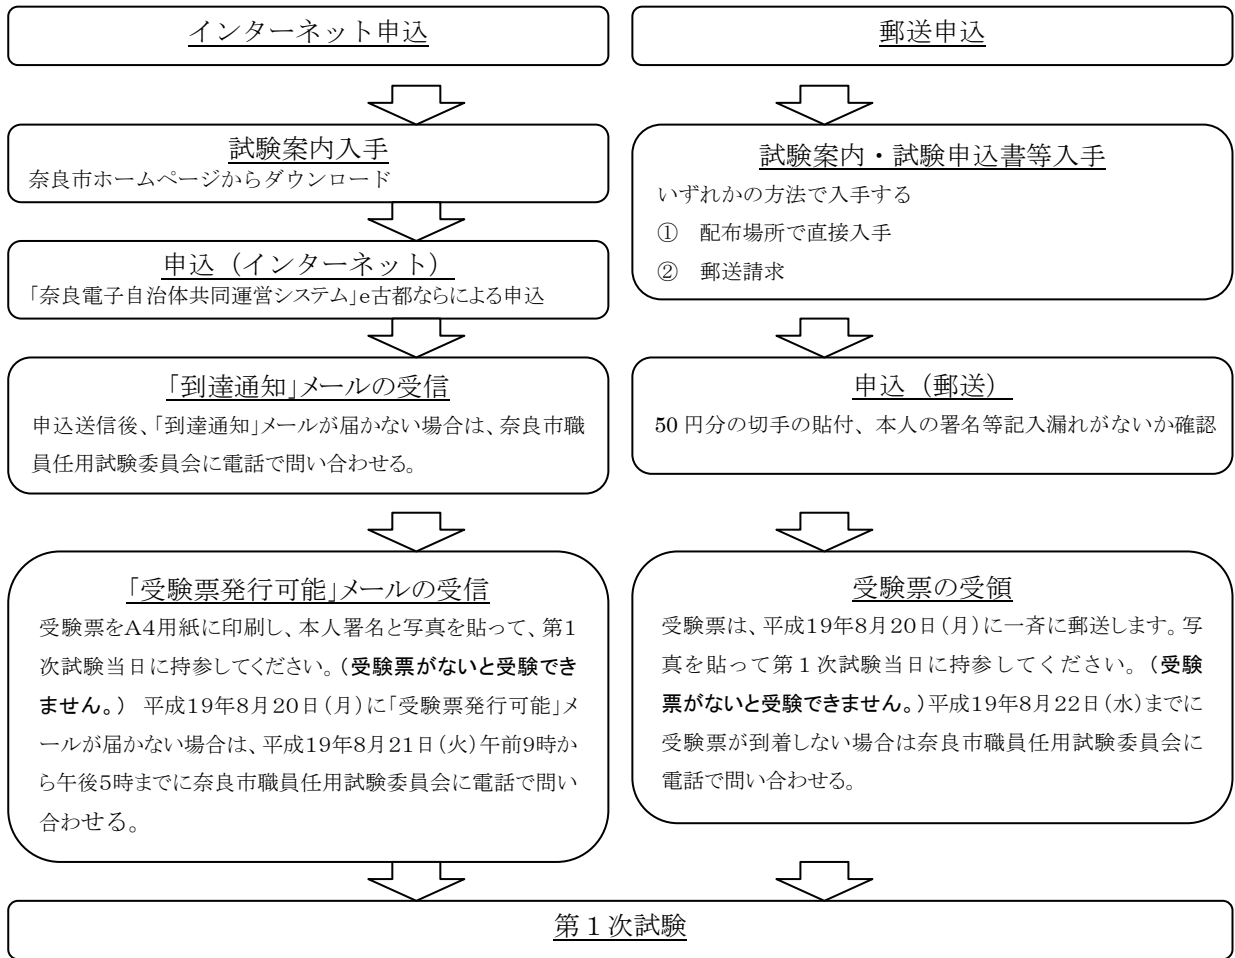 インターネット申込
試験案内入手
奈良市ホームページからダウンロード
申込（インターネット）
「奈良電子自治体共同運営システム」e古都ならによる申込
「到達通知」メールの受信
申込送信後、「到達通知」メールが届かない場合は、奈良市職
員任用試験委員会に電話で問い合わせる。
「受験票発行可能」メールの受信
受験票をA4用紙に印刷し、本人署名と写真を貼って、第1
次試験当日に持参してください。（受験票がないと受験でき
ません。） 平成19年8月20日（月）に「受験票発行可能」メ
ールが届かない場合は、平成19年8月21日（火）午前9時か
ら午後5時までに奈良市職員任用試験委員会に電話で問い
合わせる。
郵送申込
試験案内・試験申込書等入手
いずれかの方法で入手する
① 配布場所で直接入手
② 郵送請求
申込（郵送）
50 円分の切手の貼付、本人の署名等記入漏れがないか確認
受験票の受領
受験票は、平成19年8月20日（月）に一斉に郵送します。写
真を貼って第１次試験当日に持参してください。（受験
票がないと受験できません。）平成19年8月22日（水）までに
受験票が到着しない場合は奈良市職員任用試験委員会に
電話で問い合わせる。
第１次試験